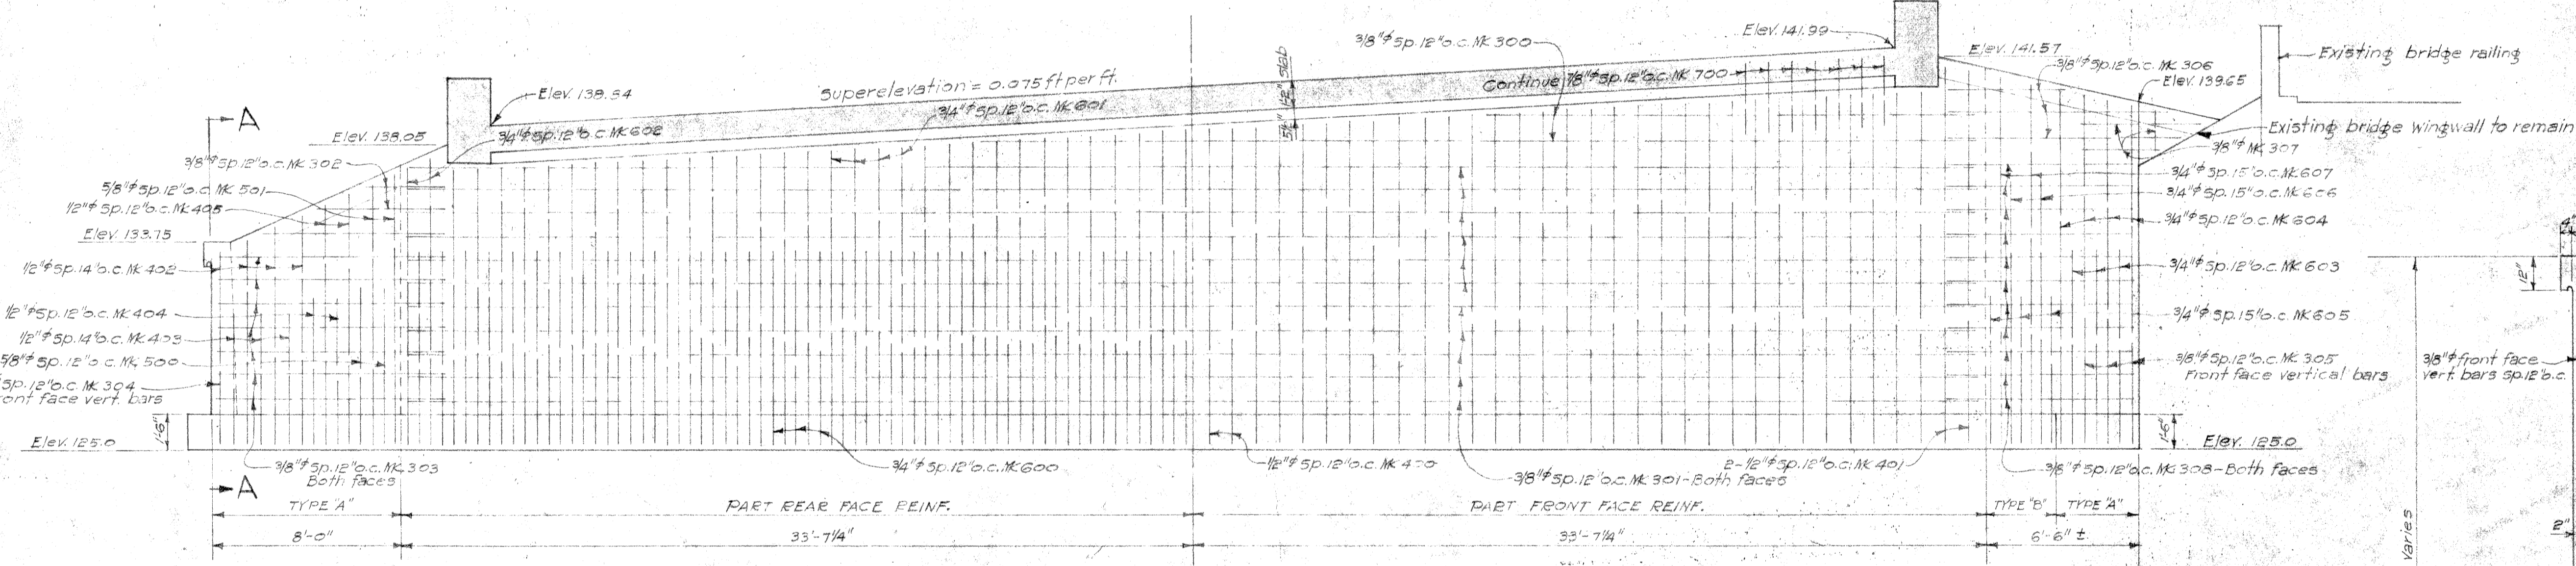 A
Elev. 138.05
3/8"ϕ sp. 12" o.c. MK 302
5/8"ϕ sp. 12" o.c. MK 501
1/2"ϕ sp. 12" o.c. MK 405
Elev. 133.75
1/2"ϕ sp. 14" o.c. MK 402
1/2"ϕ sp. 12" o.c. MK 404
1/2"ϕ sp. 14" o.c. MK 403
5/8"ϕ sp. 12" o.c. MK 500
sp. 12" o.c. MK 304
ront face vert. bars
1'-6"
Elev. 125.0
3/8"ϕ sp. 12" o.c. MK 303
Both faces
A
TYPE "A"
8'-0"
Elev. 138.94
Superelevation = 0.075 ft per ft.
3/4"ϕ sp. 12" o.c. MK 601
3/4"ϕ sp. 12" o.c. MK 602
3/4"ϕ sp. 12" o.c. MK 600
PART REAR FACE REINF.
33'-7 1/4"
1'-2" slab
3/8"ϕ sp. 12" o.c. MK 300
Elev. 141.99
Continue 7/8"ϕ sp. 12" o.c. MK 700
1/2"ϕ sp. 12" o.c. MK 400
3/8"ϕ sp. 12" o.c. MK 301-Both faces
2-1/2"ϕ sp. 12" o.c. MK 401
PART FRONT FACE REINF.
33'-7 1/4"
Elev. 141.57
3/8"ϕ sp. 12" o.c. MK 306
Elev. 139.65
Existing bridge railing
Existing bridge wingwall to remain
3/8"ϕ MK 307
3/4"ϕ sp. 15" o.c. MK 607
3/4"ϕ sp. 15" o.c. MK 606
3/4"ϕ sp. 12" o.c. MK 604
3/4"ϕ sp. 12" o.c. MK 603
3/4"ϕ sp. 15" o.c. MK 605
3/8"ϕ sp. 12" o.c. MK 305
Front face vertical bars
1'-6"
Elev. 125.0
3/8"ϕ sp. 12" o.c. MK 308-Both faces
TYPE "B"
TYPE "A"
6'-6" ±
12"
3/8"ϕ front face
vert. bars sp. 12" o.c.
Varies
2"